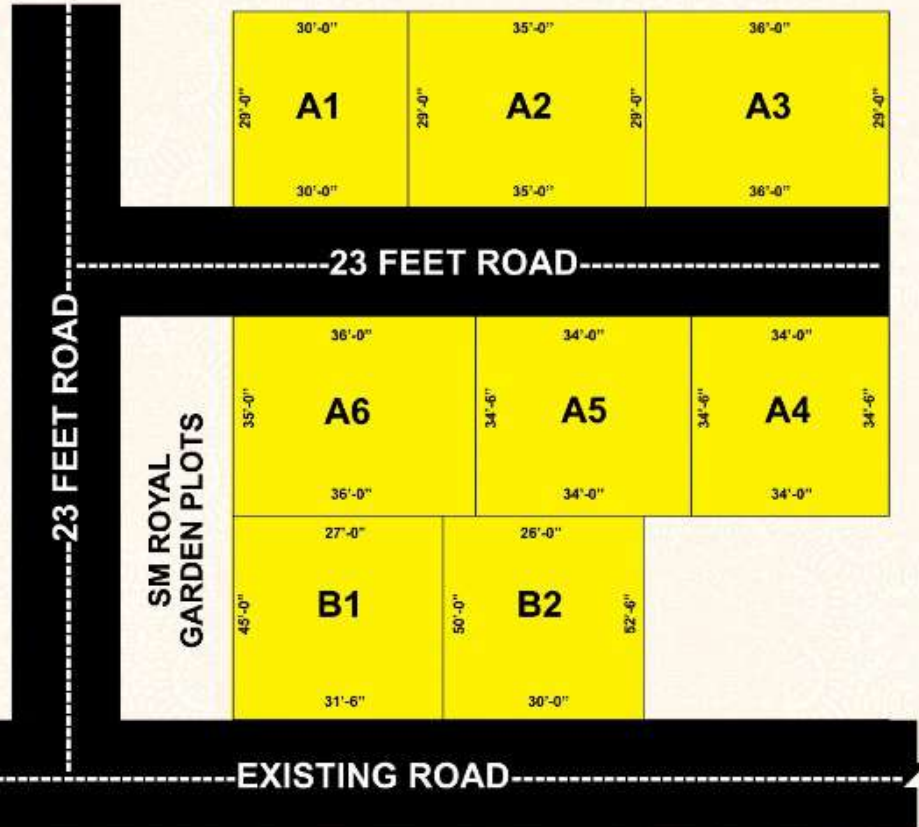 30'-0"
35'-0"
36'-0"
29'-0"
A1
29'-0"
A2
29'-0"
A3
29'-0"
30'-0"
35'-0"
36'-0"
23 FEET ROAD
23 FEET ROAD
36'-0"
34'-0"
34'-0"
35'-0"
A6
34'-6"
A5
34'-6"
A4
34'-6"
36'-0"
34'-0"
34'-0"
SM ROYAL
GARDEN PLOTS
27'-0"
26'-0"
45'-0"
B1
50'-0"
B2
52'-6"
31'-6"
30'-0"
EXISTING ROAD